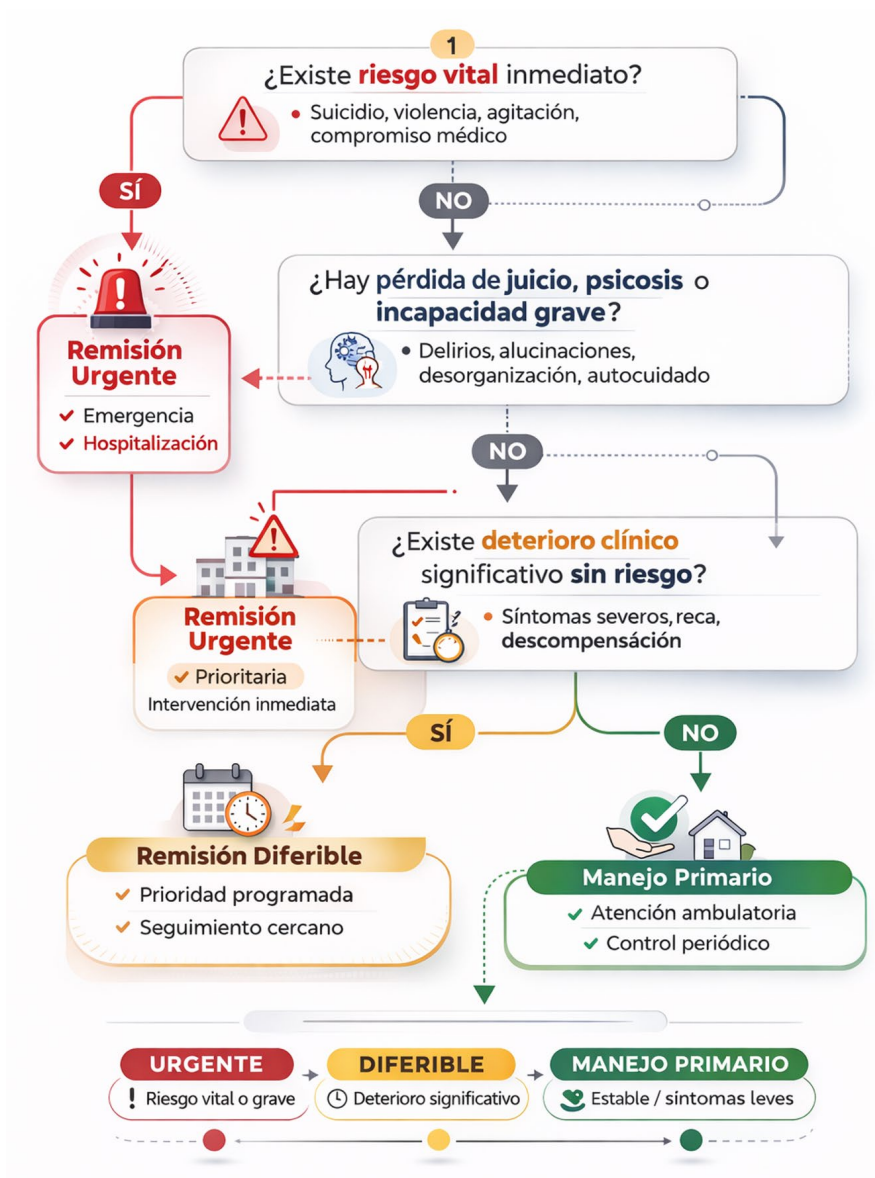 1
¿Existe riesgo vital inmediato?
• Suicidio, violencia, agitación,
compromiso médico
SÍ
NO
¿Hay pérdida de juicio, psicosis o
incapacidad grave?
• Delirios, alucinaciones,
desorganización, autocuidado
Remisión
Urgente
✓ Emergencia
✓ Hospitalización
NO
¿Existe deterioro clínico
significativo sin riesgo?
• Síntomas severos, reca,
descompensáción
Remisión
Urgente
✓ Prioritaria
Intervención inmediata
SÍ
NO
Remisión Diferible
✓ Prioridad programada
✓ Seguimiento cercano
Manejo Primario
✓ Atención ambulatoria
✓ Control periódico
URGENTE
! Riesgo vital o grave
DIFERIBLE
Deterioro significativo
MANEJO PRIMARIO
Estable / síntomas leves